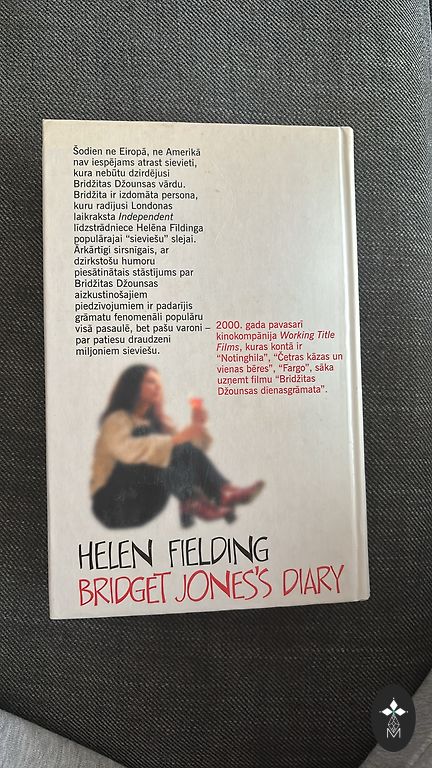 Šodien ne Eiropā, ne Amerikā
nav iespējams atrast sievieti,
kura nebūtu dzirdējusi
Bridžitas Džounsas vārdu.
Bridžita ir izdomāta persona,
kuru radījusi Londonas
laikraksta Independent
līdzstrādniece Helēna Fīldinga
populārajai “sieviešu” slejai.
Ārkārtīgi sirsnīgais, ar
dzirkstošu humoru
piesātinātais stāstījums par
Bridžitas Džounsas
aizkustinošajiem
piedzīvojumiem ir padarījis
grāmatu fenomenāli populāru
visā pasaulē, bet pašu varoni –
par patiesu draudzeni
miljoniem sieviešu.
2000. gada pavasarī
kinokompānija Working Title
Films, kuras kontā ir
“Notinghila”, “Četras kāzas un
vienas bēres”, “Fargo”, sāka
uzņemt filmu “Bridžitas
Džounsas dienasgrāmata”.
HELEN FIELDING
BRIDGET JONES'S DIARY
M